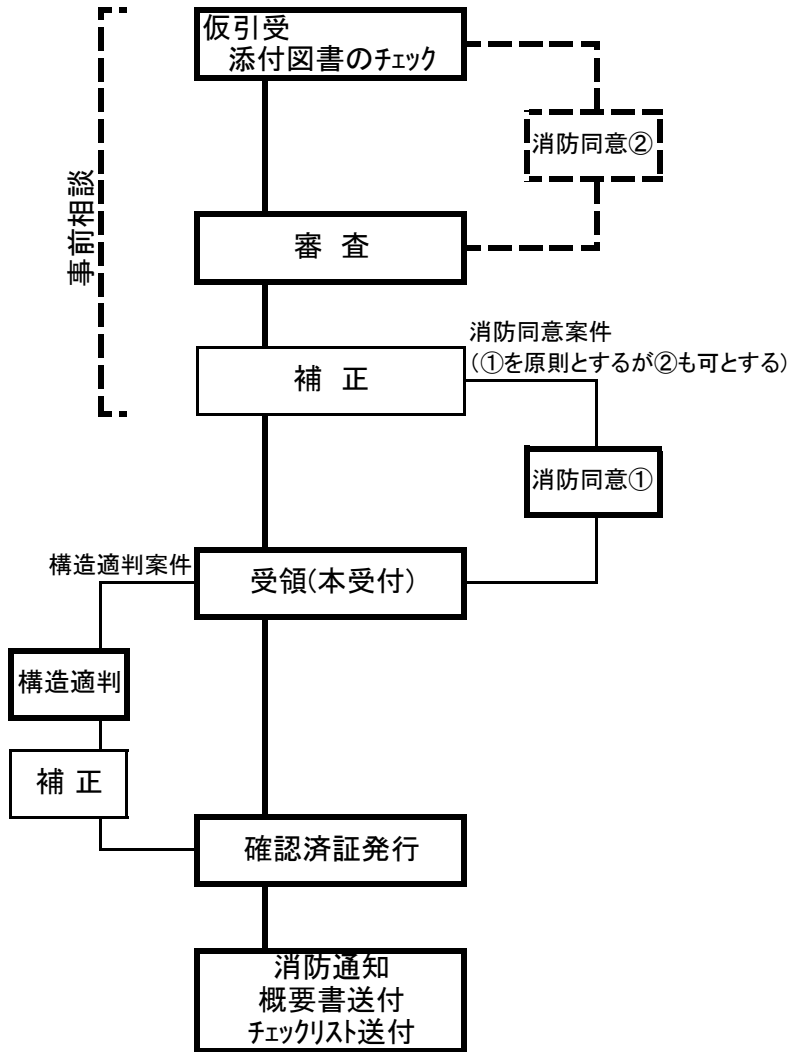 仮引受
添付図書のチェック
消防同意②
事前相談
審 査
消防同意案件
(①を原則とするが②も可とする)
補 正
消防同意①
構造適判案件
受領(本受付)
構造適判
補 正
確認済証発行
消防通知
概要書送付
チェックリスト送付